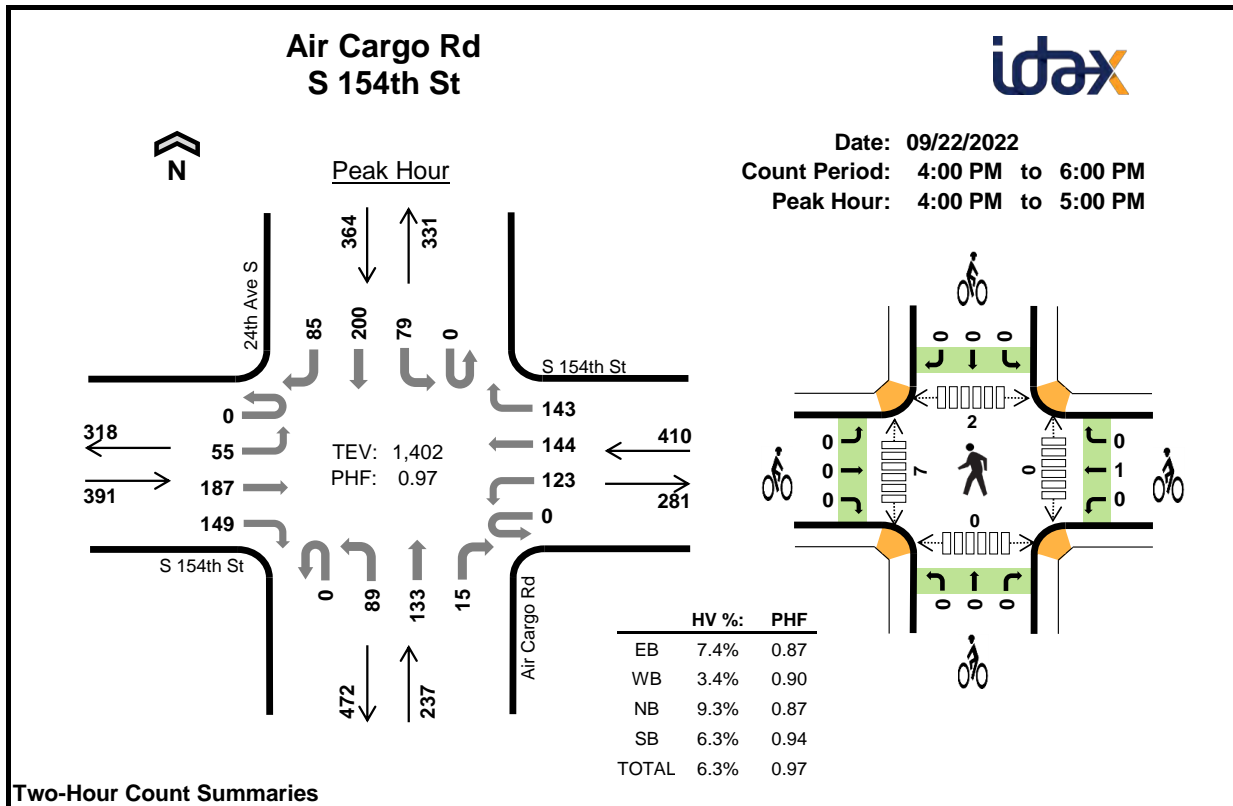 Air Cargo Rd
S 154th St
idax
N
Peak Hour
Date: 09/22/2022
Count Period: 4:00 PM to 6:00 PM
Peak Hour: 4:00 PM to 5:00 PM
364
331
24th Ave S
85
200
79
0
S 154th St
0
55
187
149
318
391
TEV: 1,402
PHF: 0.97
143
144
123
0
410
281
S 154th St
0
89
133
15
Air Cargo Rd
472
237
0 0 0
2
0
0
0
7
0
0
1
0
0
0 0 0
HV %: PHF
EB 7.4% 0.87
WB 3.4% 0.90
NB 9.3% 0.87
SB 6.3% 0.94
TOTAL 6.3% 0.97
Two-Hour Count Summaries